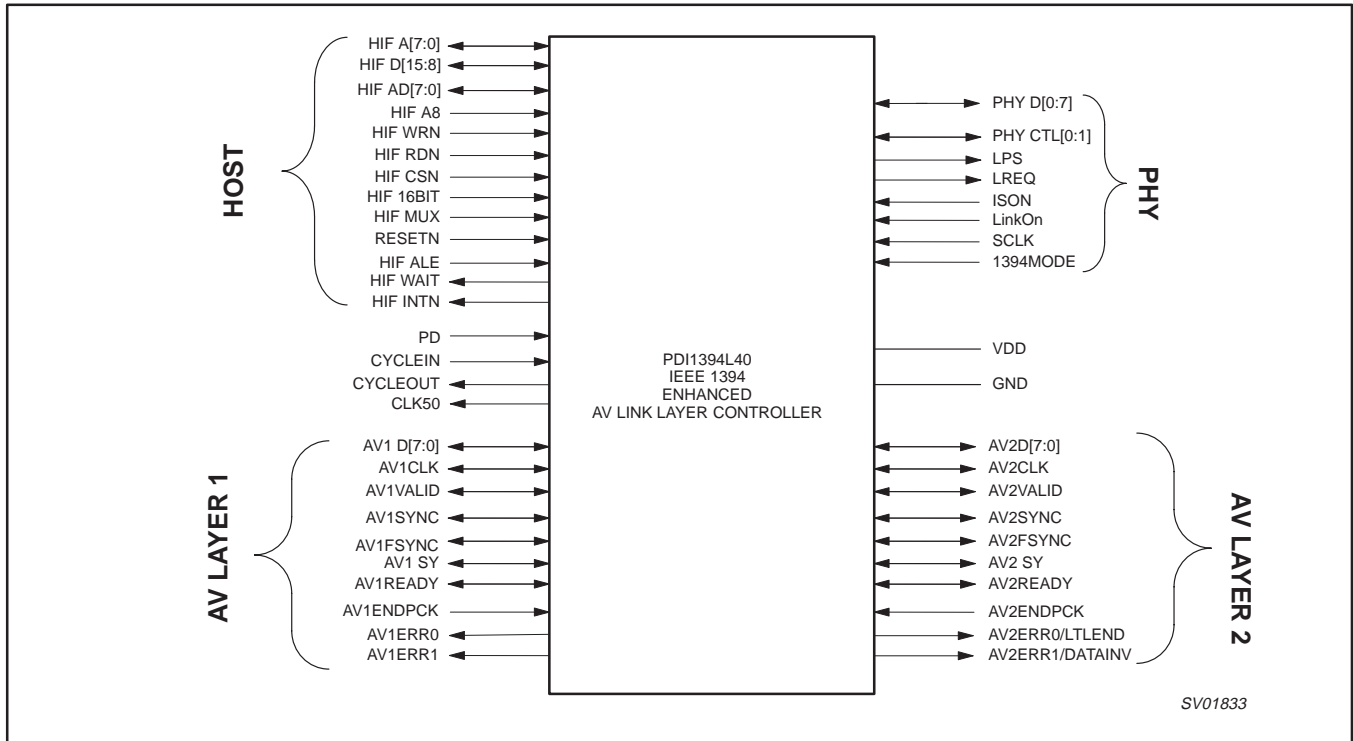 HOST
HIF A[7:0]
HIF D[15:8]
HIF AD[7:0]
HIF A8
HIF WRN
HIF RDN
HIF CSN
HIF 16BIT
HIF MUX
RESETN
HIF ALE
HIF WAIT
HIF INTN
PD
CYCLEIN
CYCLEOUT
CLK50
AV LAYER 1
AV1 D[7:0]
AV1CLK
AV1VALID
AV1SYNC
AV1FSYNC
AV1 SY
AV1READY
AV1ENDPCK
AV1ERR0
AV1ERR1
PDI1394L40
IEEE 1394
ENHANCED
AV LINK LAYER CONTROLLER
PHY D[0:7]
PHY CTL[0:1]
LPS
LREQ
ISON
LinkOn
SCLK
1394MODE
PHY
VDD
GND
AV2D[7:0]
AV2CLK
AV2VALID
AV2SYNC
AV2FSYNC
AV2 SY
AV2READY
AV2ENDPCK
AV2ERR0/LTLEND
AV2ERR1/DATAINV
AV LAYER 2
SV01833